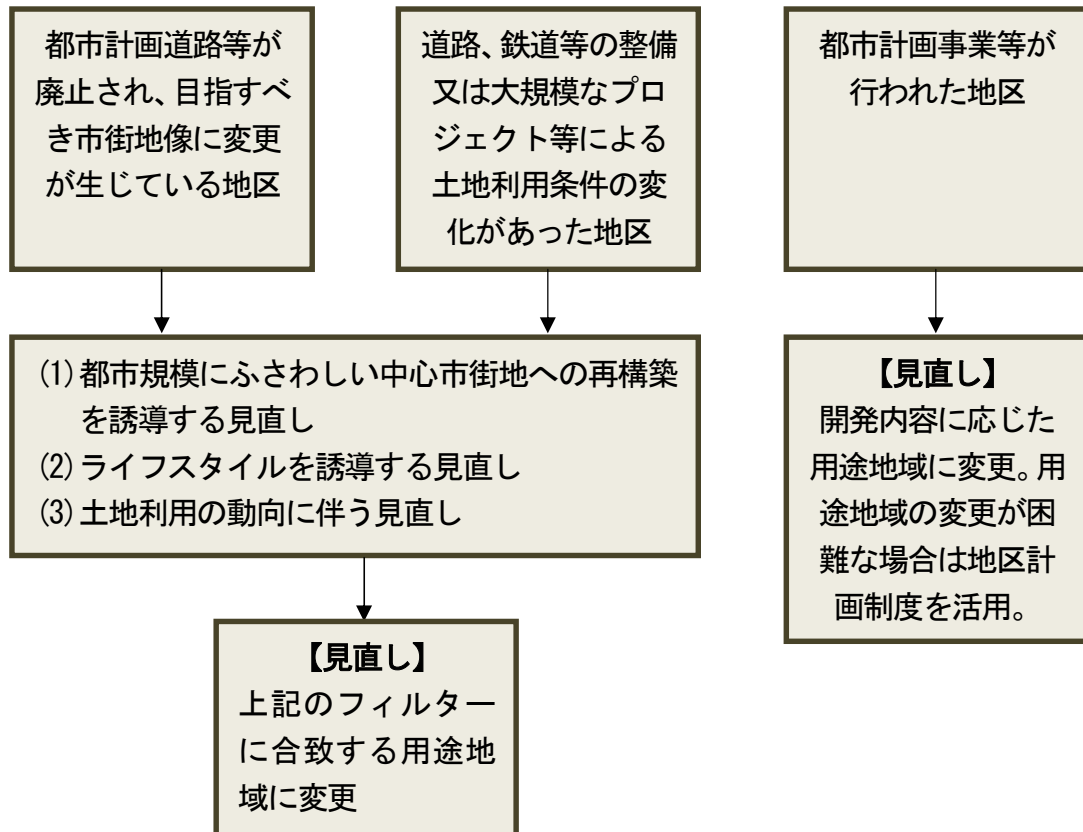 都市計画道路等が
廃止され、目指すべ
き市街地像に変更
が生じている地区
道路、鉄道等の整備
又は大規模なプロ
ジェクト等による
土地利用条件の変
化があった地区
都市計画事業等が
行われた地区
(1)都市規模にふさわしい中心市街地への再構築
を誘導する見直し
(2)ライフスタイルを誘導する見直し
(3)土地利用の動向に伴う見直し
【見直し】
開発内容に応じた
用途地域に変更。用
途地域の変更が困
難な場合は地区計
画制度を活用。
【見直し】
上記のフィルター
に合致する用途地
域に変更